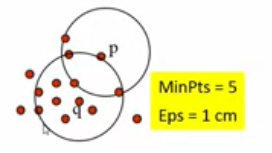 p
MinPts = 5
q
Eps = 1 cm